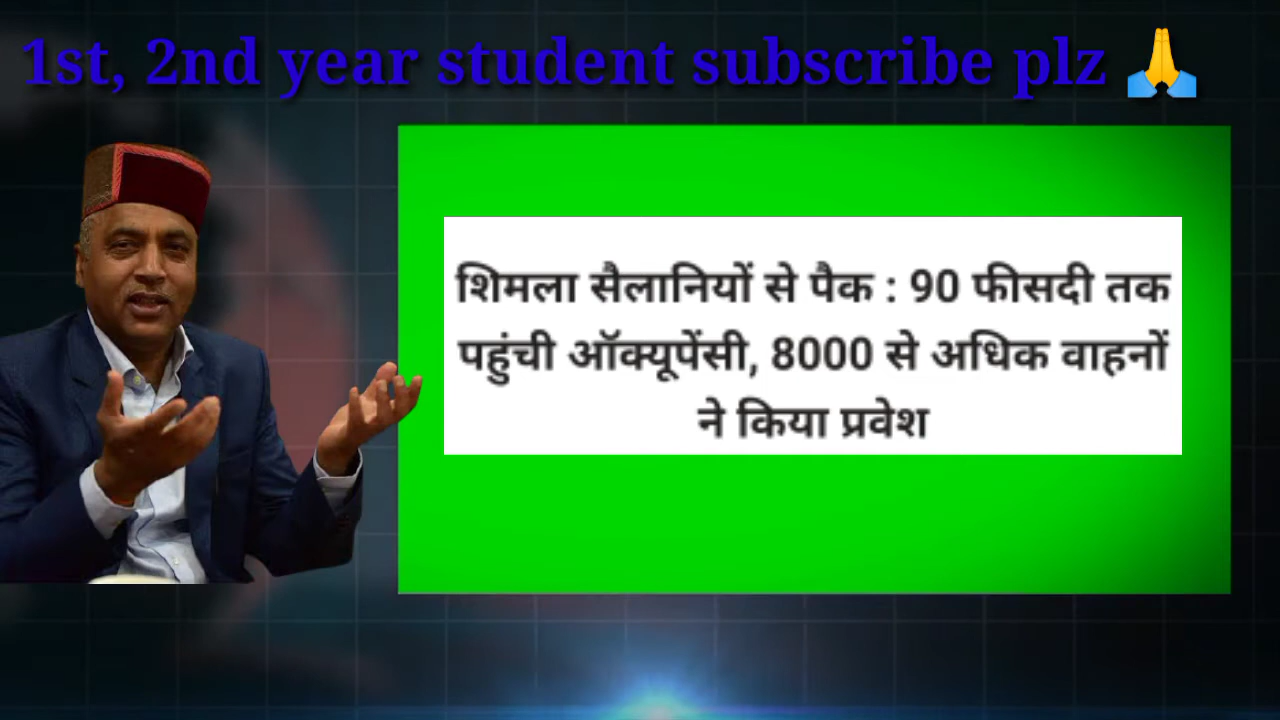 1st, 2nd year student subscribe plz 🙏
शिमला सैलानियों से पैक : 90 फीसदी तक
पहुंची ऑक्यूपेंसी, 8000 से अधिक वाहनों
ने किया प्रवेश